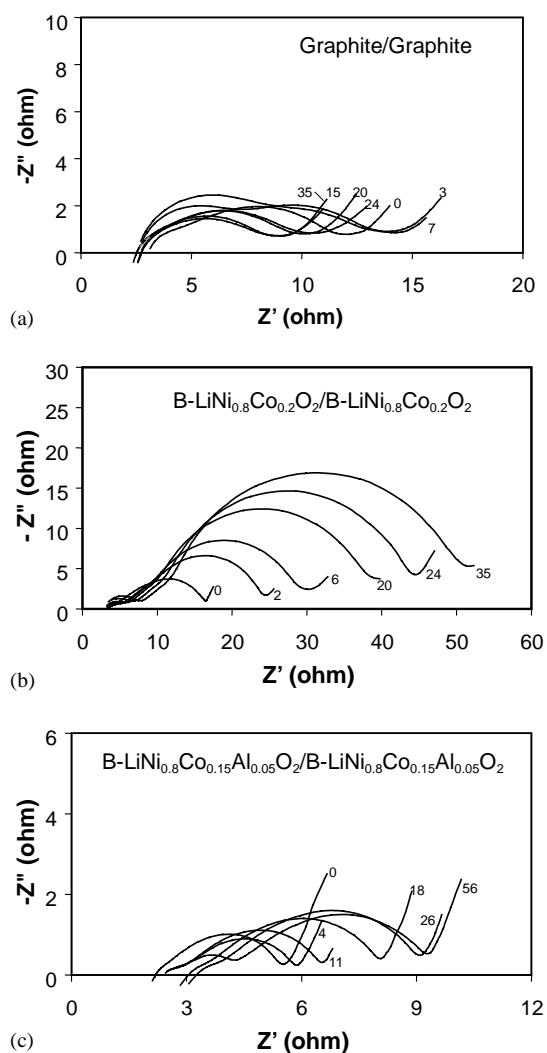 10
8
6
4
2
0
-Z" (ohm)
Graphite/Graphite
35 15 20 24 0 3 7
0 5 10 15 20
(a) Z' (ohm)
30
25
20
15
10
5
0
- Z" (ohm)
B-LiNi0.8Co0.2O2/B-LiNi0.8Co0.2O2
0 2 6 20 24 35
0 10 20 30 40 50 60
(b) Z' (ohm)
6
4
2
0
-Z" (ohm)
B-LiNi0.8Co0.15Al0.05O2/B-LiNi0.8Co0.15Al0.05O2
0 4 11 18 26 56
0 3 6 9 12
(c) Z' (ohm)